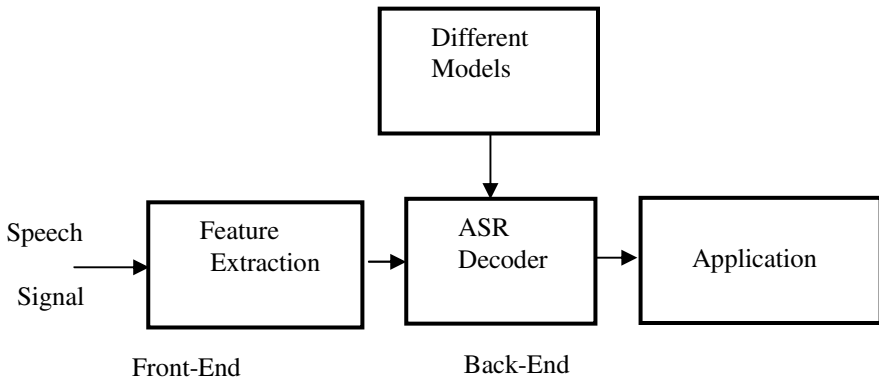 Different
Models
Speech
Signal
Feature
Extraction
ASR
Decoder
Application
Front-End
Back-End